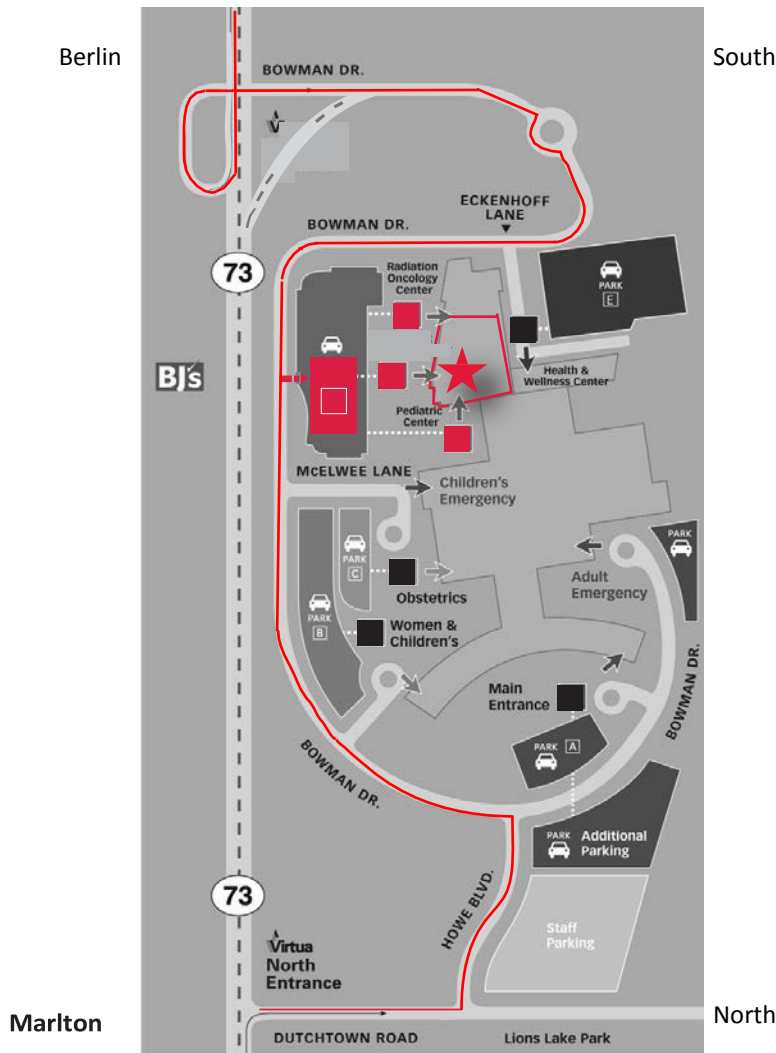 Berlin
South
BOWMAN DR.
ECKENHOFF
LANE
BOWMAN DR.
73
Radiation
Oncology
Center
PARK
E
BJ's
Health &
Wellness Center
Pediatric
Center
McELWEE LANE
Children's
Emergency
PARK
C
PARK
Adult
Emergency
Obstetrics
PARK
B
Women &
Children's
BOWMAN DR.
Main
Entrance
PARK A
BOWMAN DR.
PARK
Additional
Parking
73
HOWE BLVD.
Staff
Parking
Virtua
North
Entrance
Marlton
North
DUTCHTOWN ROAD
Lions Lake Park